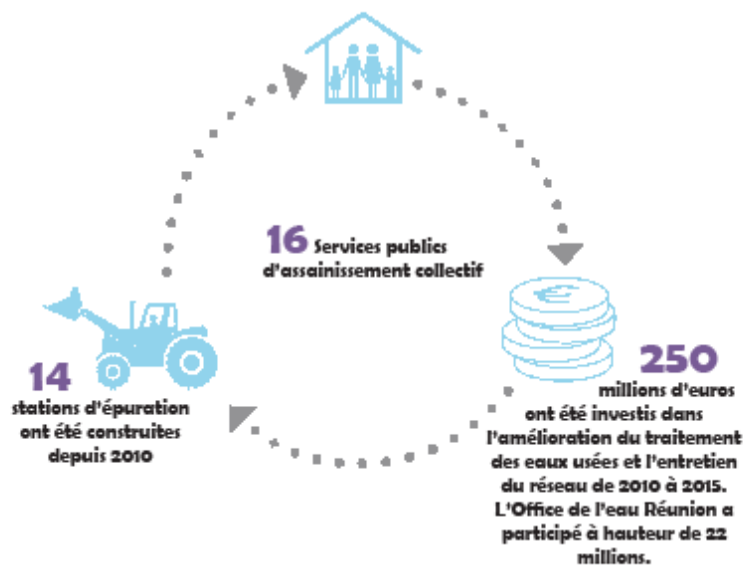 16 Services publics
d'assainissement collectif
14
stations d'épuration
ont été construites
depuis 2010
€
250
millions d'euros
ont été investis dans
l'amélioration du traitement
des eaux usées et l'entretien
du réseau de 2010 à 2015.
L'Office de l'eau Réunion a
participé à hauteur de 22
millions.